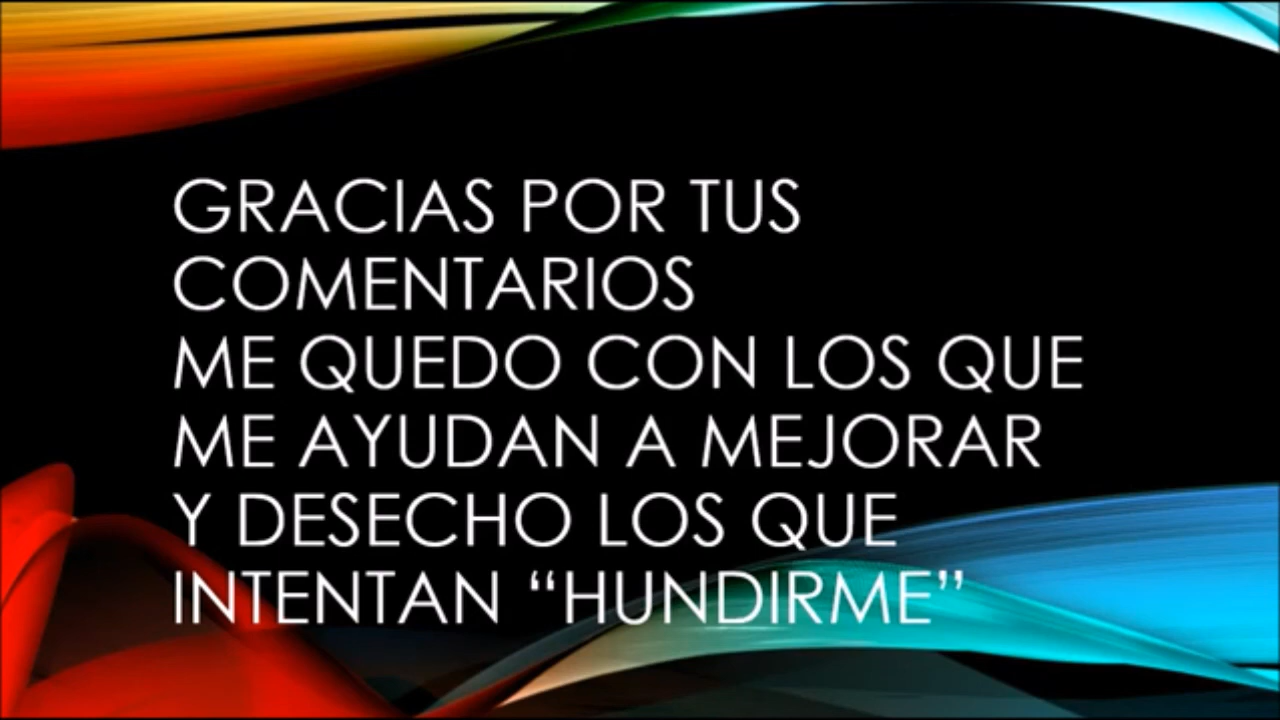 GRACIAS POR TUS
COMENTARIOS
ME QUEDO CON LOS QUE
ME AYUDAN A MEJORAR
Y DESECHO LOS QUE
INTENTAN “HUNDIRME”